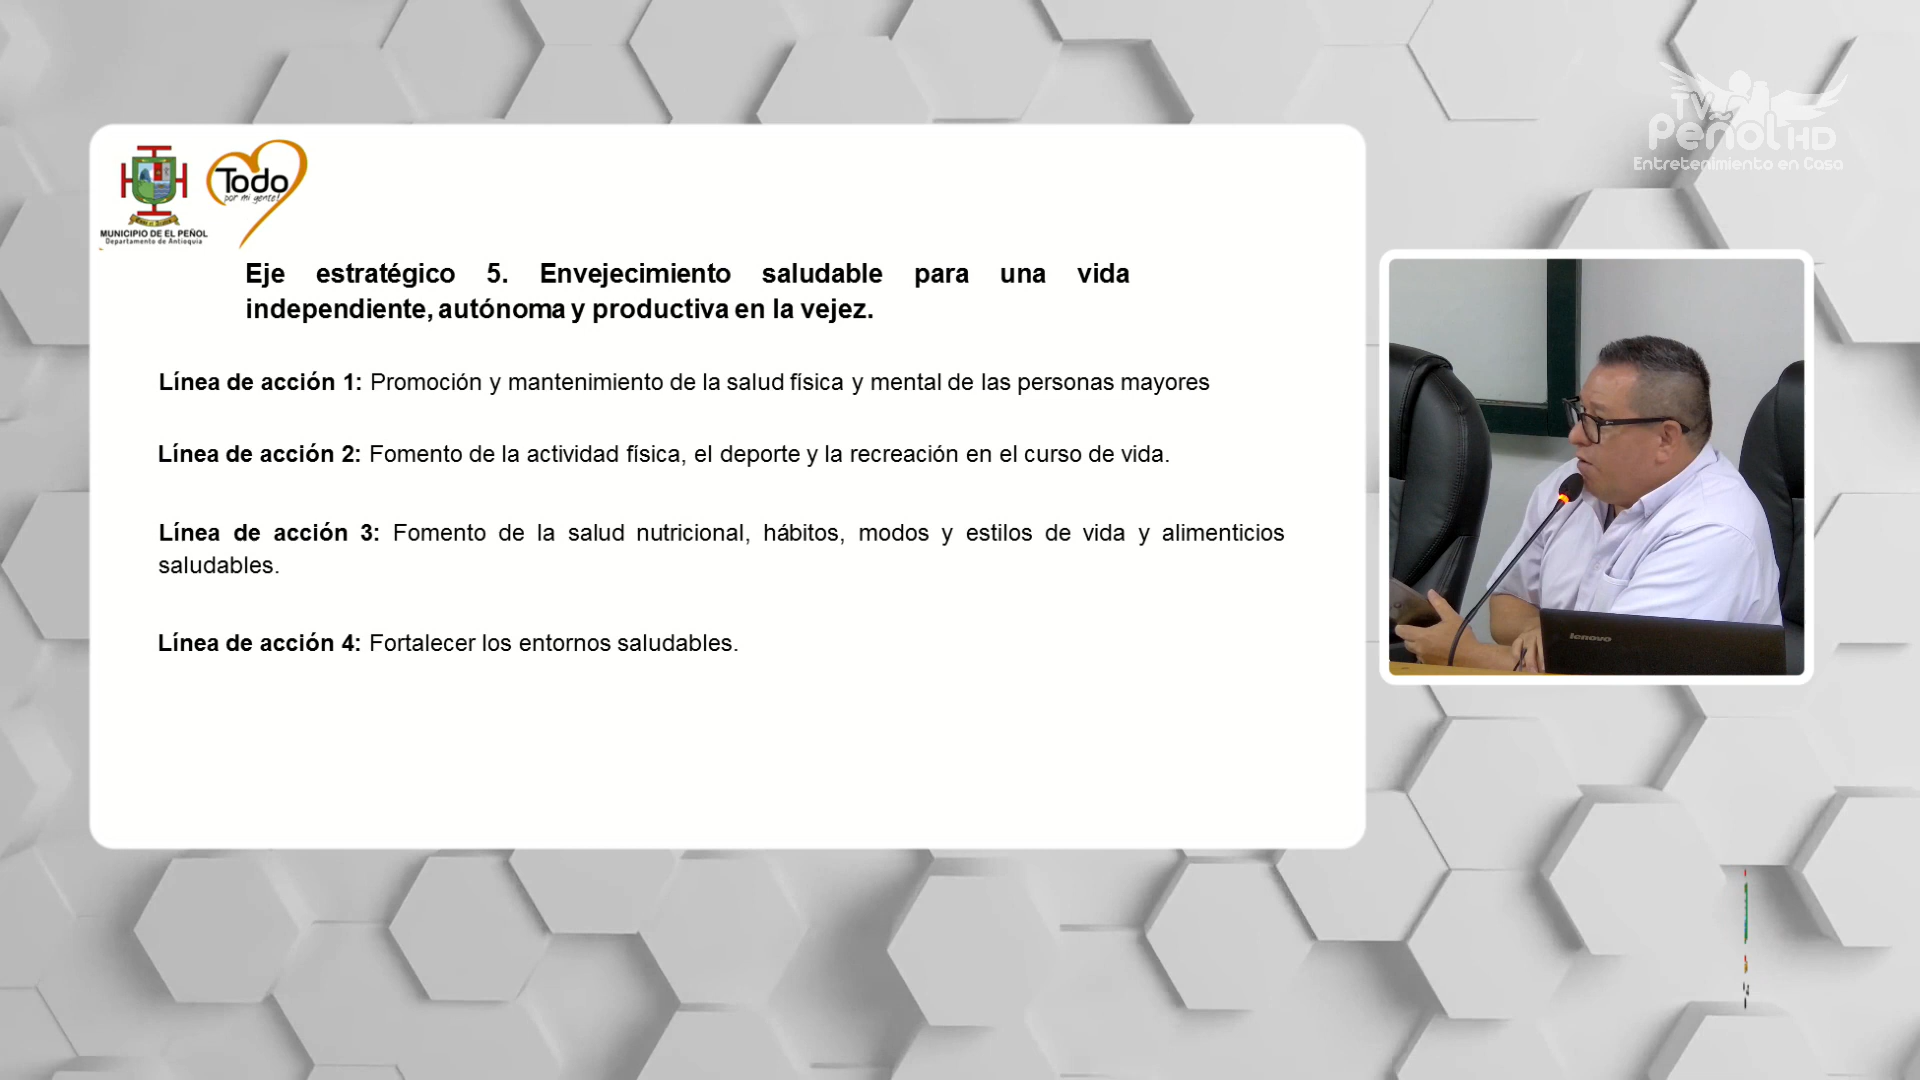 TV
Peñol HD
Entretenimiento en Casa
Todo
por mi gente!
MUNICIPIO DE EL PEÑOL
Departamento de Antioquia
Eje estratégico 5. Envejecimiento saludable para una vida
independiente, autónoma y productiva en la vejez.
Línea de acción 1: Promoción y mantenimiento de la salud física y mental de las personas mayores
Línea de acción 2: Fomento de la actividad física, el deporte y la recreación en el curso de vida.
Línea de acción 3: Fomento de la salud nutricional, hábitos, modos y estilos de vida y alimenticios
saludables.
Línea de acción 4: Fortalecer los entornos saludables.
lenovo